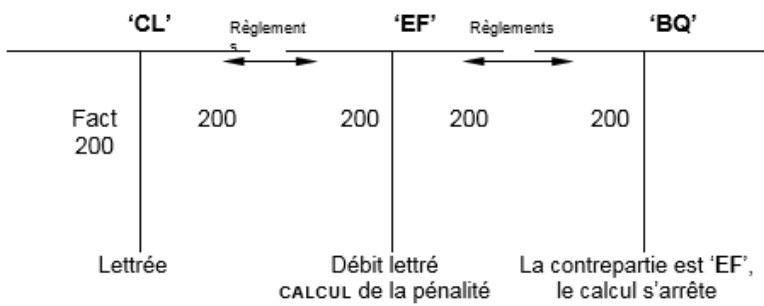 ‘CL’ Règlement ‘EF’ Règlements ‘BQ’
s
Fact 200 200 200 200
200
Lettrée Débit lettré La contrepartie est ‘EF’,
CALCUL de la pénalité le calcul s’arrête